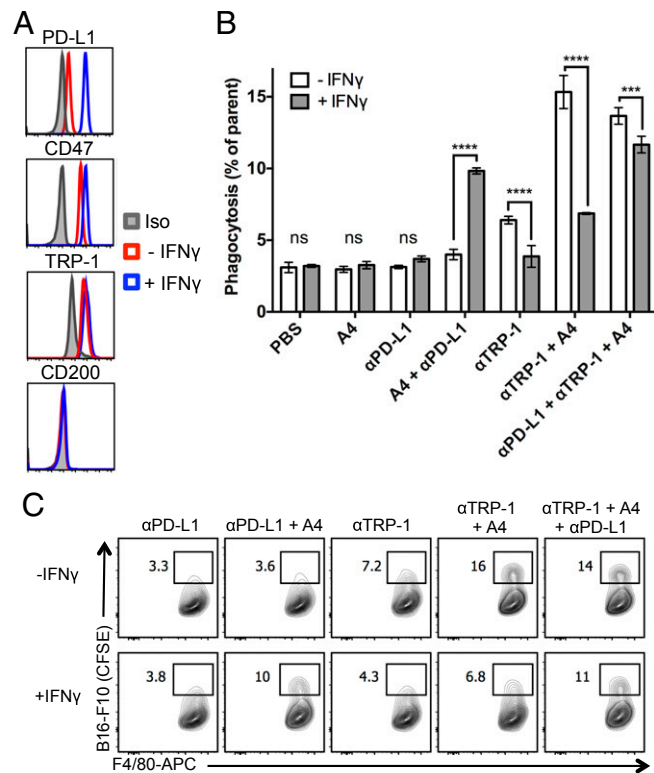 A
PD-L1
CD47
TRP-1
CD200
Iso
- IFNγ
+ IFNγ
B
Phagocytosis (% of parent)
15
10
5
0
- IFNγ
+ IFNγ
ns
ns
ns
****
****
****
***
PBS
A4
αPD-L1
A4 + αPD-L1
αTRP-1
αTRP-1 + A4
αPD-L1 + αTRP-1 + A4
C
αPD-L1
αPD-L1 + A4
αTRP-1
αTRP-1
+ A4
αTRP-1 + A4
+ αPD-L1
-IFNγ
3.3
3.6
7.2
16
14
+IFNγ
3.8
10
4.3
6.8
11
B16-F10 (CFSE)
F4/80-APC